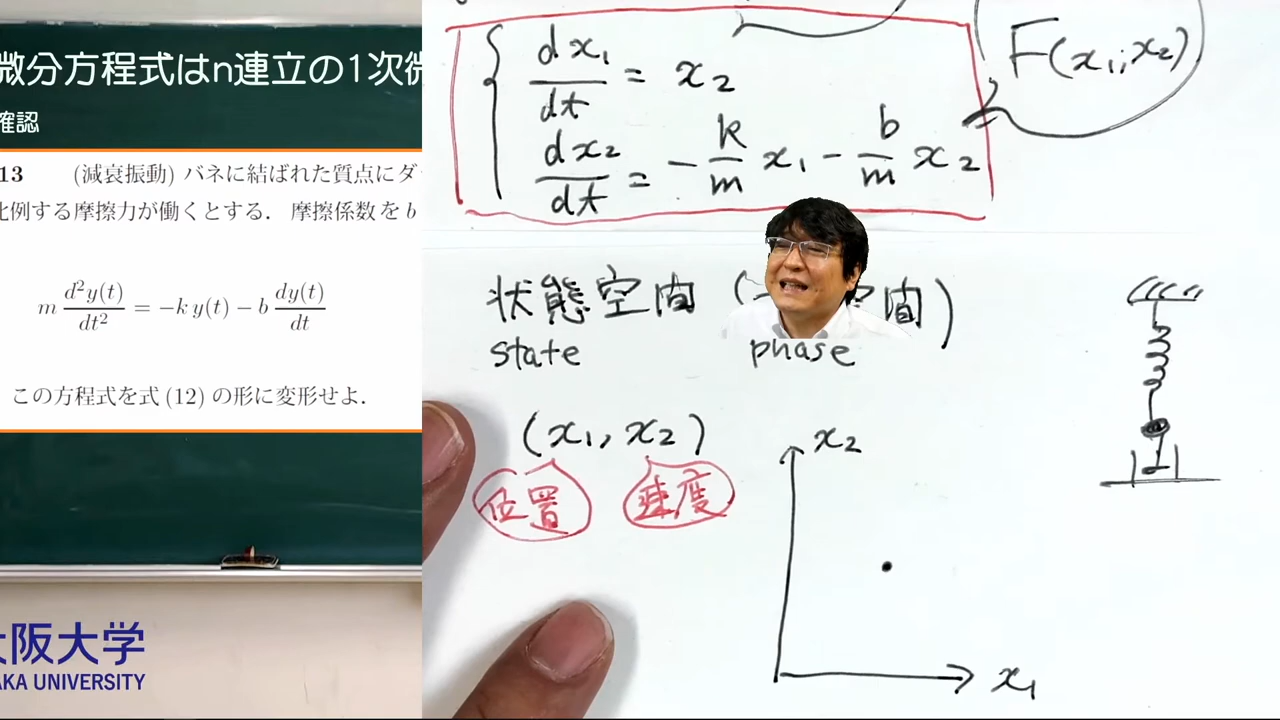 微分方程式はn連立の1次微
確認
13 (減衰振動) バネに結ばれた質点にダ
比例する摩擦力が働くとする. 摩擦係数を b
m d²y(t)/dt² = −k y(t) − b dy(t)/dt
この方程式を式 (12) の形に変形せよ.
大阪大学
AKA UNIVERSITY
dx₁/dt = x₂
F(x₁, x₂)
dx₂/dt = − k/m x₁ − b/m x₂
状態空間 ( 空間)
state phase
(x₁, x₂)
位置 速度
x₂
x₁